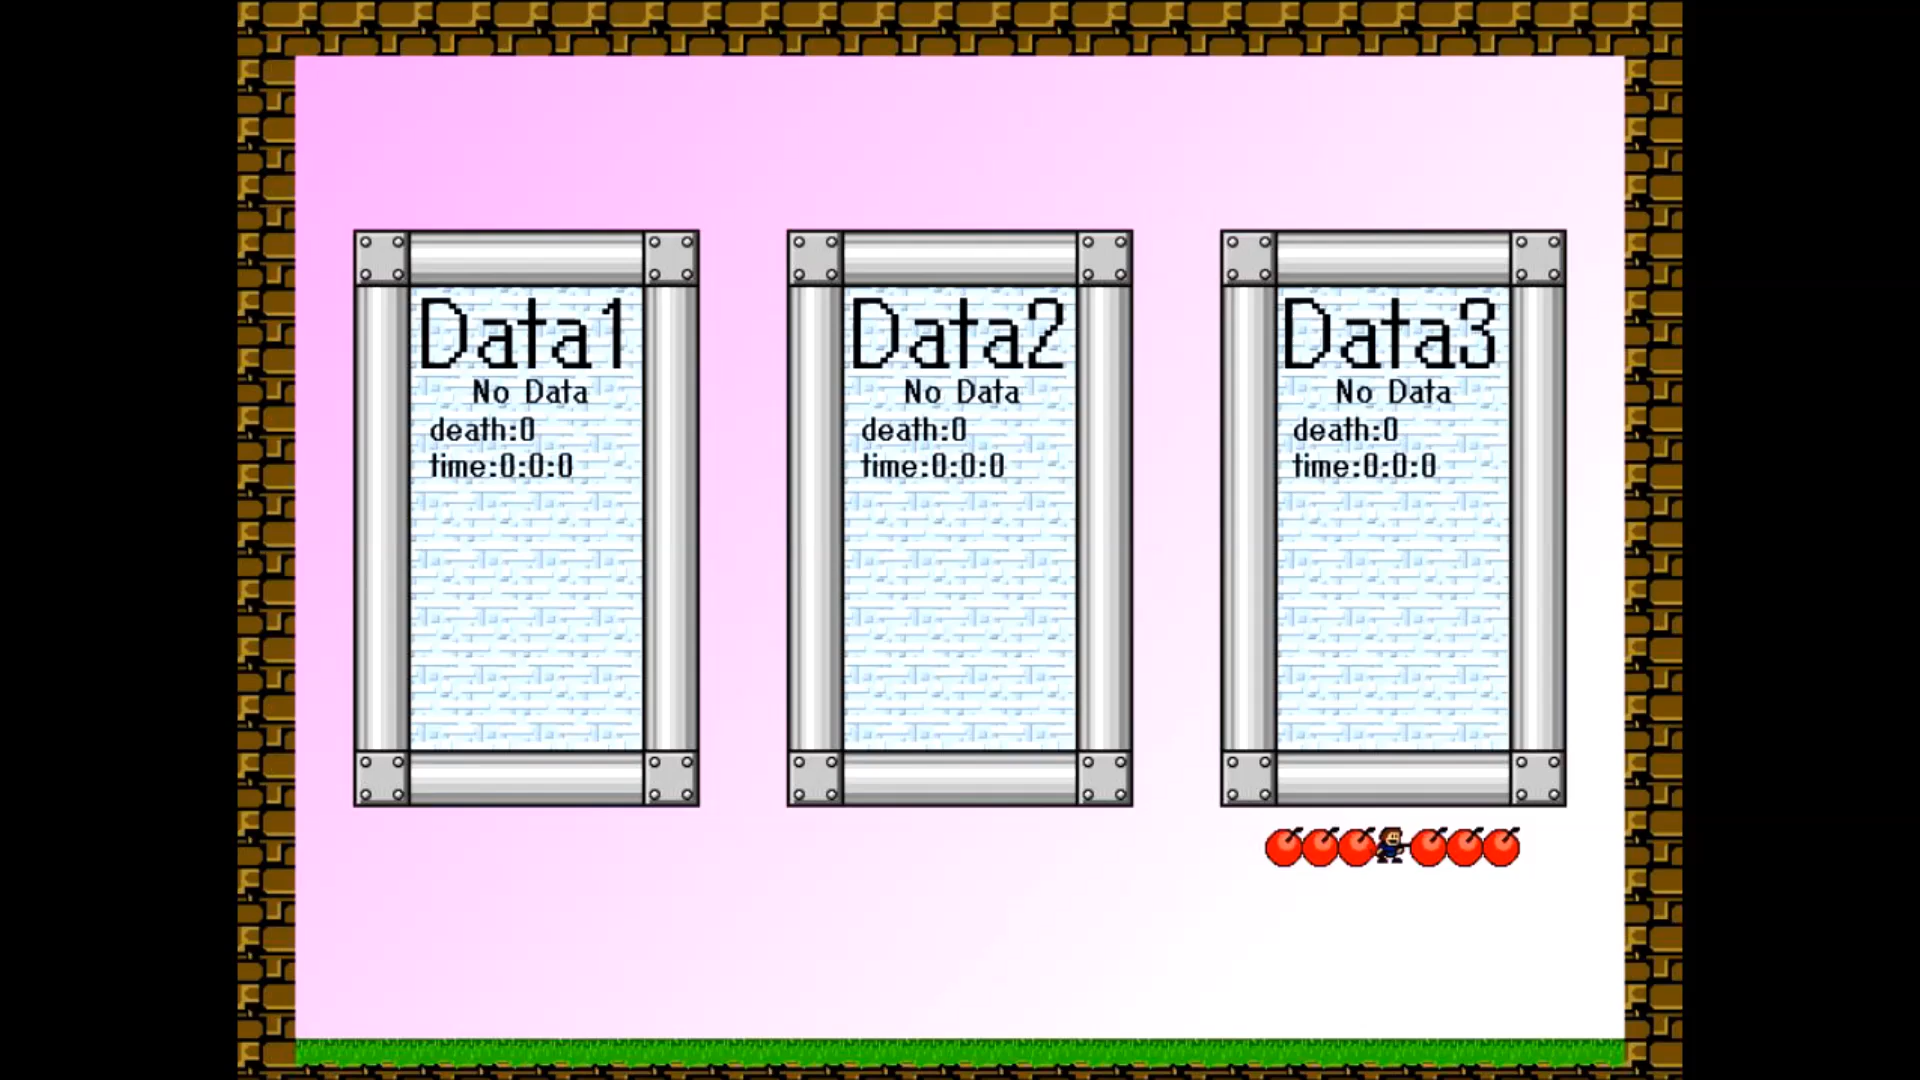 Data1
No Data
death:0
time:0:0:0
Data2
No Data
death:0
time:0:0:0
Data3
No Data
death:0
time:0:0:0